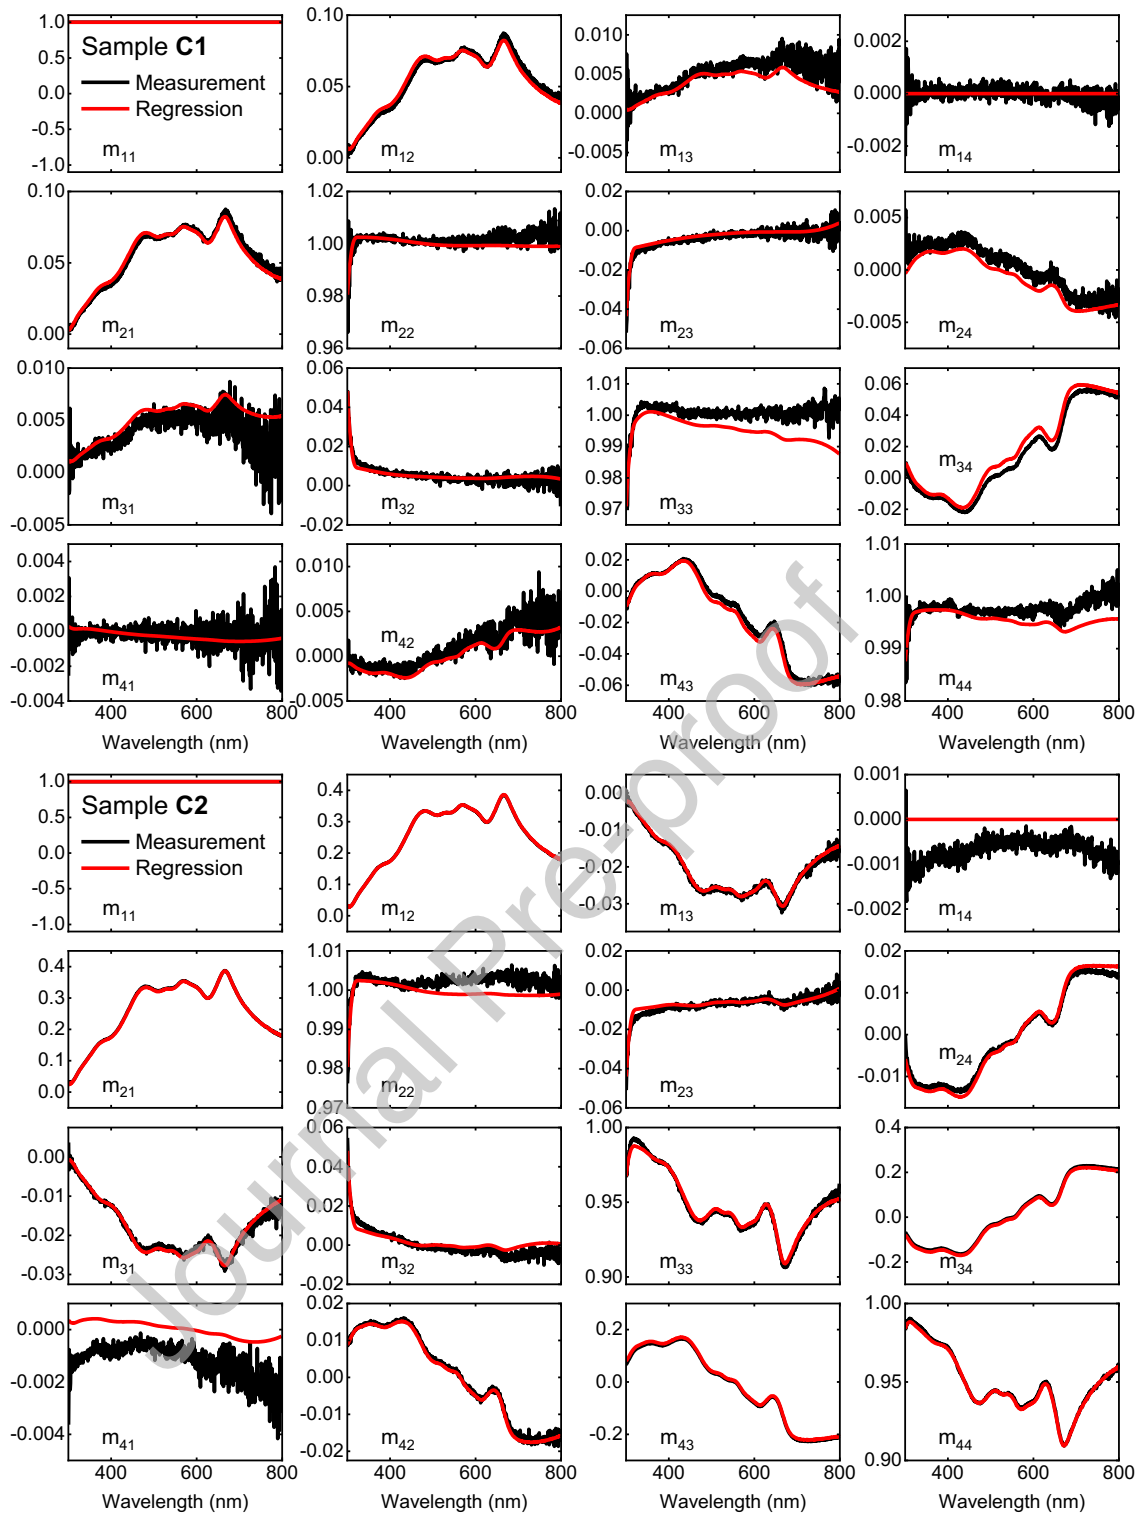 1.0
0.5
0.0
-0.5
-1.0
Sample C1
Measurement
Regression
m11
0.10
0.05
0.00
m12
0.010
0.005
0.000
-0.005
m13
0.002
0.000
-0.002
m14
0.10
0.05
0.00
m21
1.02
1.00
0.98
0.96
m22
0.02
0.00
-0.02
-0.04
-0.06
m23
0.005
0.000
-0.005
m24
0.010
0.005
0.000
-0.005
m31
0.06
0.04
0.02
0.00
-0.02
m32
1.01
1.00
0.99
0.98
0.97
m33
0.06
0.04
0.02
0.00
-0.02
m34
0.004
0.002
0.000
-0.002
-0.004
m41
400 600 800
Wavelength (nm)
0.010
0.005
0.000
-0.005
m42
400 600 800
Wavelength (nm)
0.02
0.00
-0.02
-0.04
-0.06
m43
400 600 800
Wavelength (nm)
1.01
1.00
0.99
0.98
m44
400 600 800
Wavelength (nm)
1.0
0.5
0.0
-0.5
-1.0
Sample C2
Measurement
Regression
m11
0.4
0.3
0.2
0.1
0.0
m12
0.00
-0.01
-0.02
-0.03
m13
0.001
0.000
-0.001
-0.002
m14
0.4
0.3
0.2
0.1
0.0
m21
1.01
1.00
0.99
0.98
0.97
m22
0.02
0.00
-0.02
-0.04
-0.06
m23
0.02
0.01
0.00
-0.01
m24
0.00
-0.01
-0.02
-0.03
m31
0.06
0.04
0.02
0.00
-0.02
m32
1.00
0.95
0.90
m33
0.4
0.2
0.0
-0.2
m34
0.000
-0.002
-0.004
m41
400 600 800
Wavelength (nm)
0.02
0.01
0.00
-0.01
-0.02
m42
400 600 800
Wavelength (nm)
0.2
0.0
-0.2
m43
400 600 800
Wavelength (nm)
1.00
0.95
0.90
m44
400 600 800
Wavelength (nm)
Journal Pre-proof